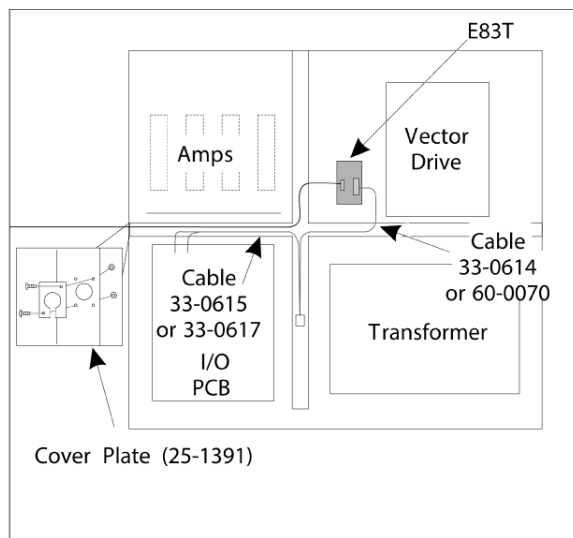 E83T
Amps
Vector
Drive
Cable
33-0615
or 33-0617
Cable
33-0614
or 60-0070
I/O
PCB
Transformer
Cover Plate (25-1391)